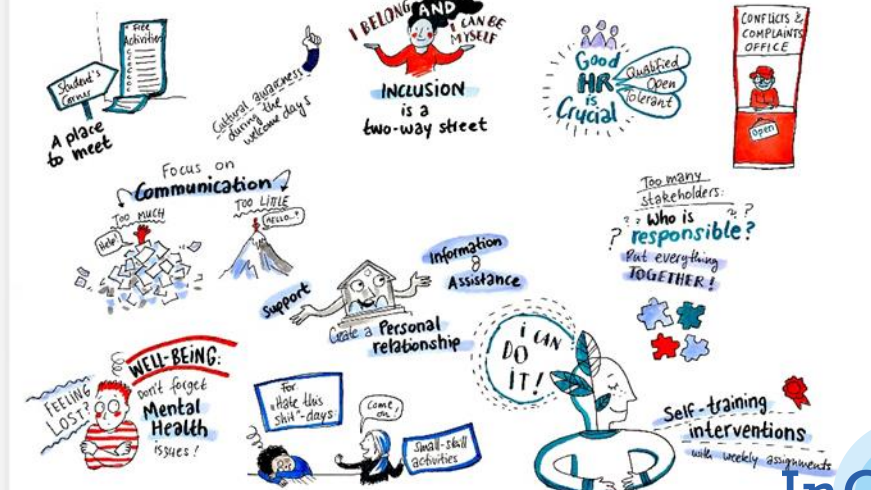 Student's
Corner
Free
Activities
A place
to meet
Cultural awareness
during the
welcome days
I BELONG AND I CAN BE
MYSELF
INCLUSION
is a
two-way street
Good
HR
is
Crucial
Qualified
Open
Tolerant
CONFLICTS &
COMPLAINTS
OFFICE
Open
Focus on
Communication
TOO MUCH
Help!
TOO LITTLE
HELLO..?
Support
Information
&
Assistance
Create a Personal
relationship
Too many
stakeholders:
? ? Who is ? ?
? responsible?
Put everything
TOGETHER!
FEELING
LOST?
WELL-BEING:
Don't forget
Mental
Health
issues!
For
"Hate this
shit"-days:
Come
on!
Small-skill
activities
i CAN
DO
IT!
Self-training
interventions
with weekly assignments